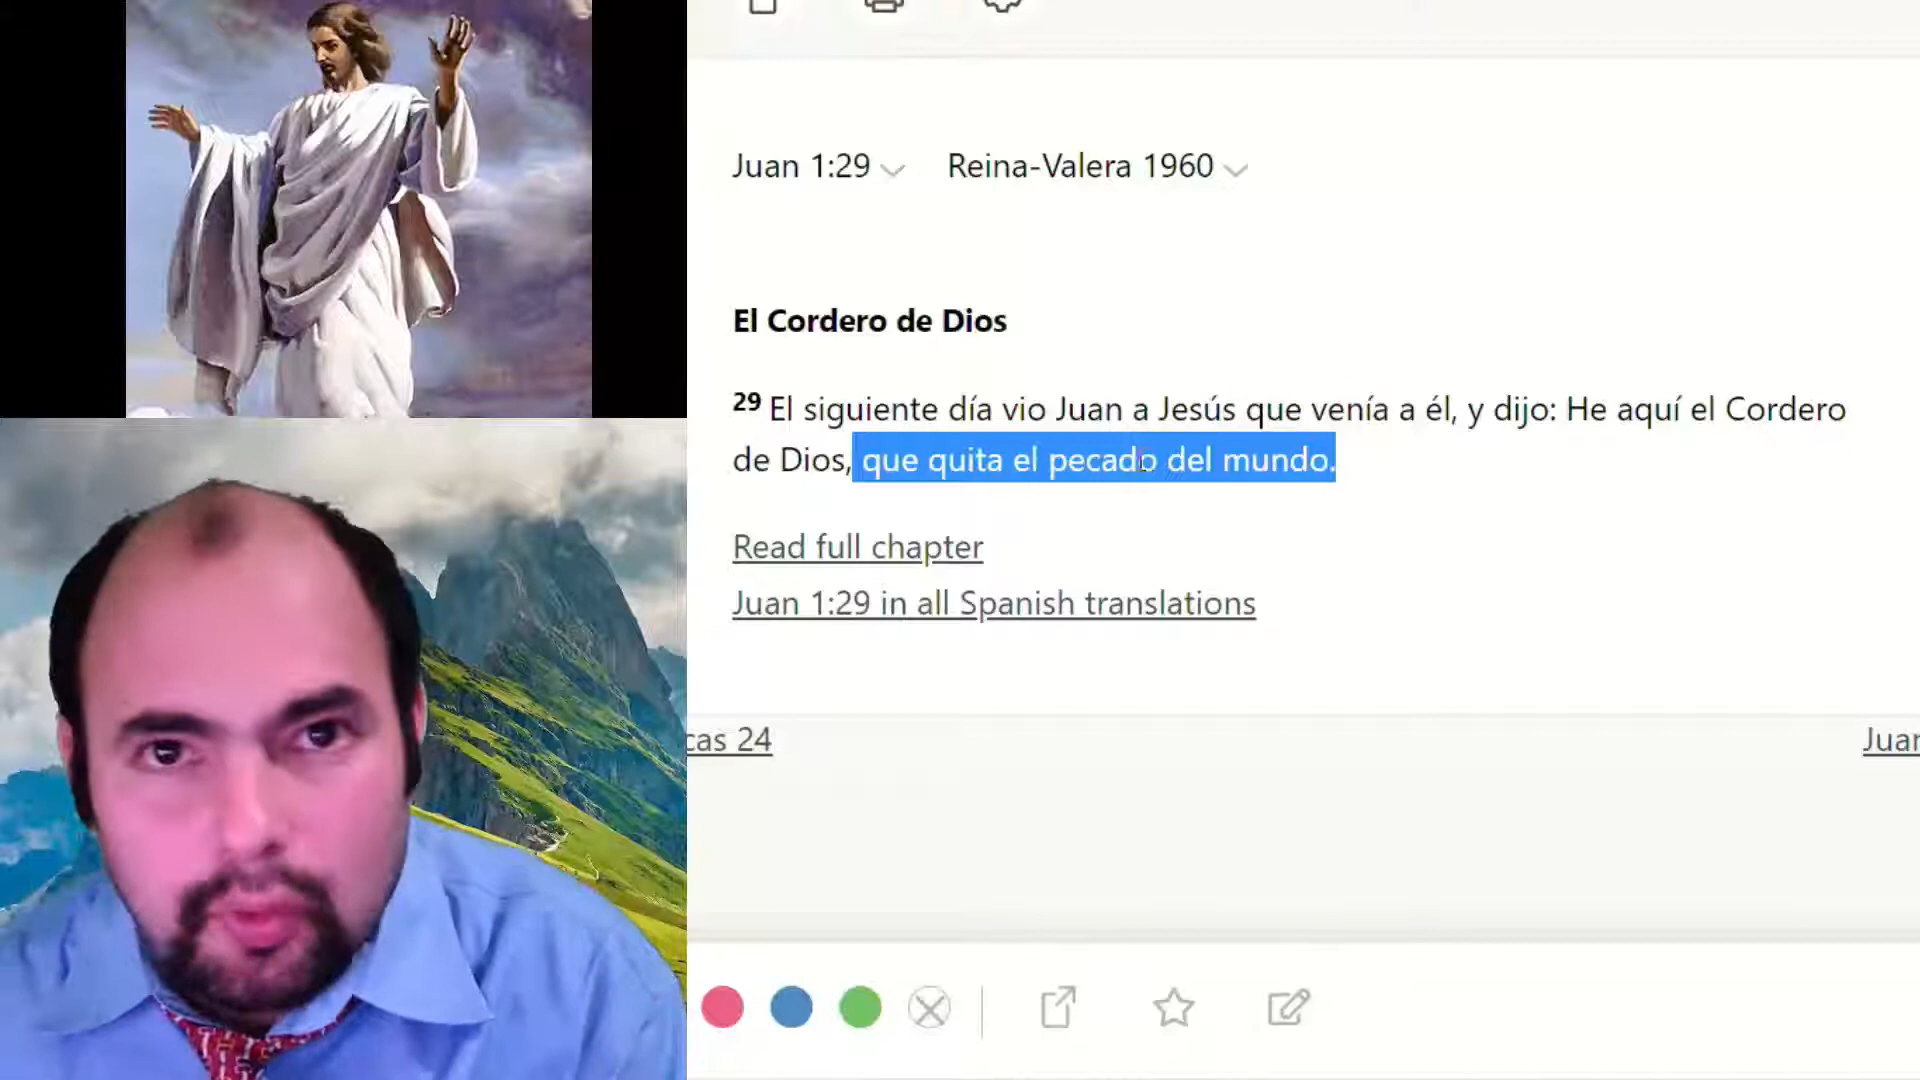 Juan 1:29 Reina-Valera 1960
El Cordero de Dios
29 El siguiente día vio Juan a Jesús que venía a él, y dijo: He aquí el Cordero
de Dios, que quita el pecado del mundo.
Read full chapter
Juan 1:29 in all Spanish translations
cas 24 Juan